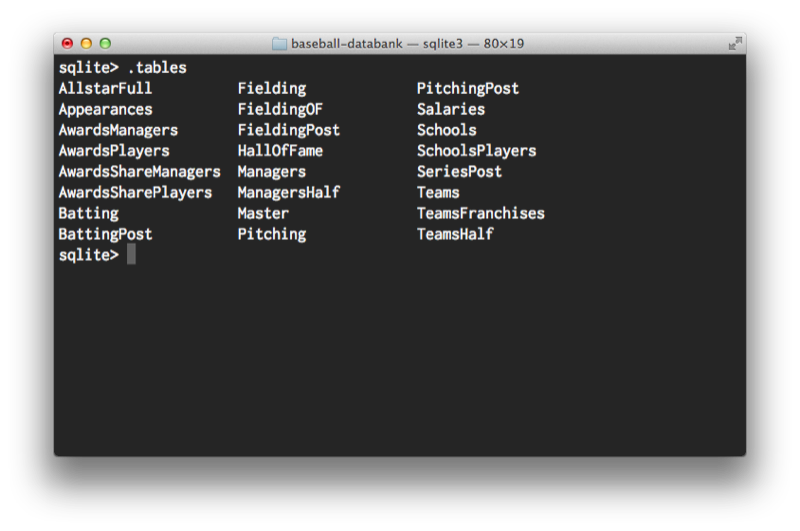 baseball-databank — sqlite3 — 80×19
sqlite> .tables
AllstarFull Fielding PitchingPost
Appearances FieldingOF Salaries
AwardsManagers FieldingPost Schools
AwardsPlayers HallOfFame SchoolsPlayers
AwardsShareManagers Managers SeriesPost
AwardsSharePlayers ManagersHalf Teams
Batting Master TeamsFranchises
BattingPost Pitching TeamsHalf
sqlite>